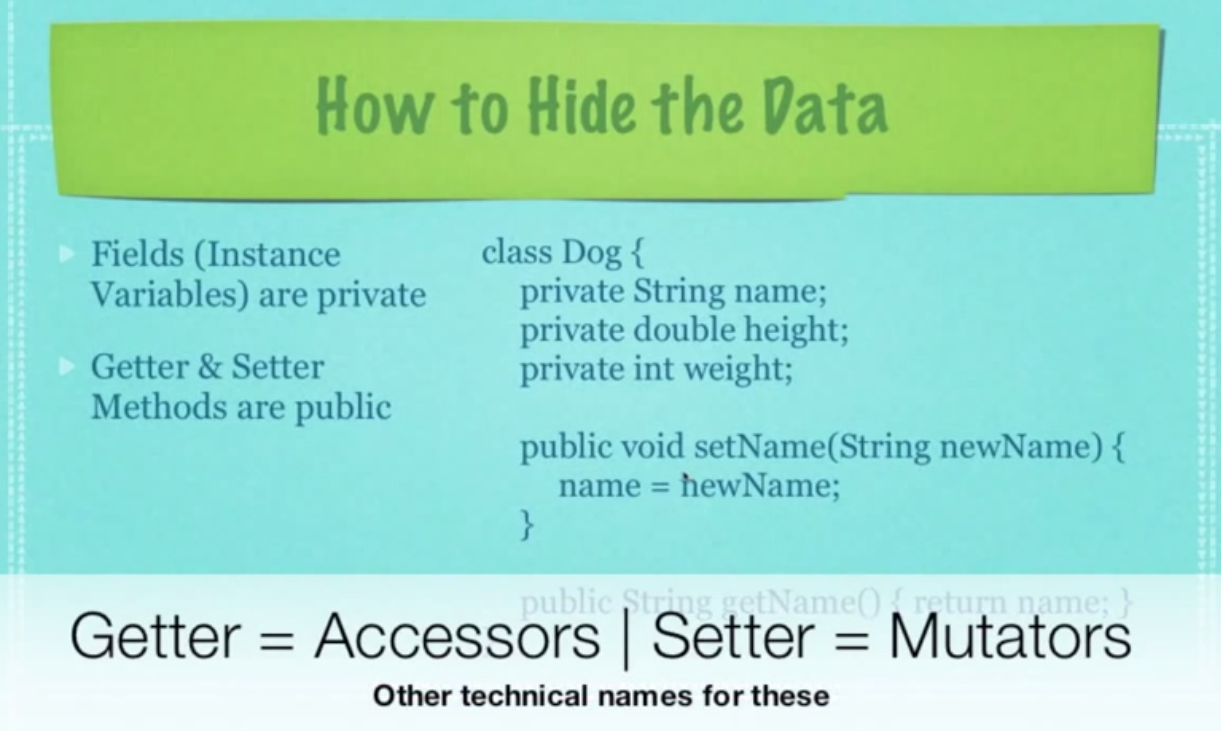 How to Hide the Data
Fields (Instance
Variables) are private
Getter & Setter
Methods are public
class Dog {
private String name;
private double height;
private int weight;
public void setName(String newName) {
name = newName;
}
public String getName() { return name; }
Getter = Accessors | Setter = Mutators
Other technical names for these